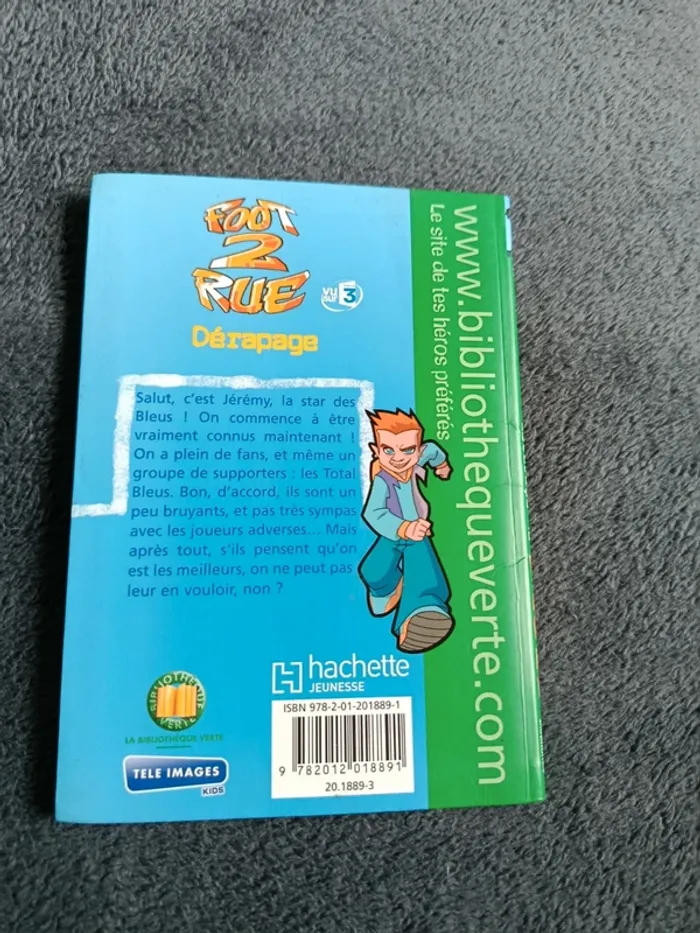 FOOT
2
RUE
VU SUR 3
Dérapage
Salut, c'est Jérémy, la star des
Bleus ! On commence à être
vraiment connus maintenant !
On a plein de fans, et même un
groupe de supporters : les Total
Bleus. Bon, d'accord, ils sont un
peu bruyants, et pas très sympas
avec les joueurs adverses... Mais
après tout, s'ils pensent qu'on
est les meilleurs, on ne peut pas
leur en vouloir, non ?
BIBLIOTHEQUE VERTE
LA BIBLIOTHÈQUE VERTE
TELE IMAGES
KIDS
hachette
JEUNESSE
ISBN 978-2-01-201889-1
9 782012 018891
20.1889-3
www.bibliothequeverte.com
Le site de tes héros préférés